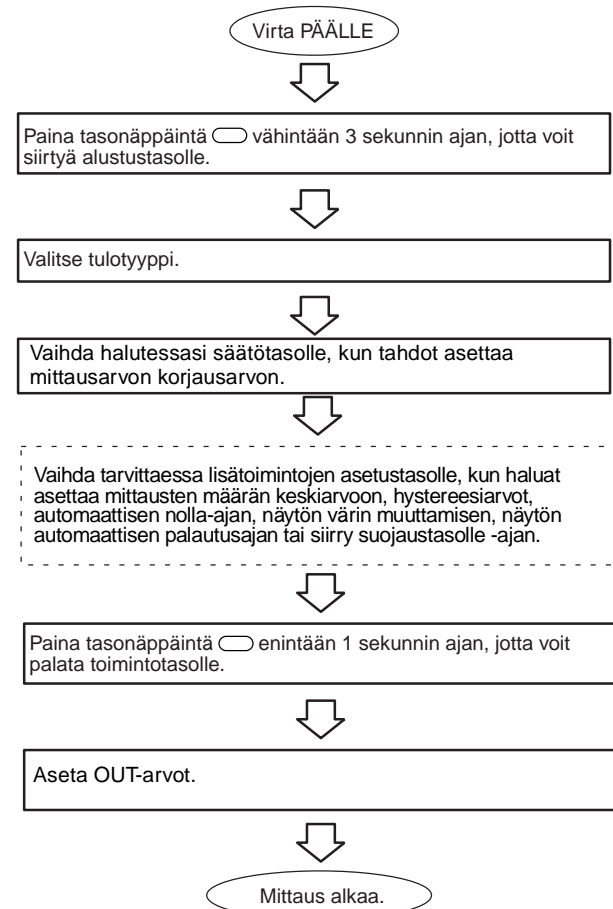 Virta PÄÄLLE
Paina tasonäppäintä vähintään 3 sekunnin ajan, jotta voit
siirtyä alustustasolle.
Valitse tulotyyppi.
Vaihda halutessasi säätötasolle, kun tahdot asettaa
mittausarvon korjausarvon.
Vaihda tarvittaessa lisätoimintojen asetustasolle, kun haluat
asettaa mittausten määrän keskiarvoon, hystereesiarvot,
automaattisen nolla-ajan, näytön värin muuttamisen, näytön
automaattisen palautusajan tai siirry suojaustasolle -ajan.
Paina tasonäppäintä enintään 1 sekunnin ajan, jotta voit
palata toimintotasolle.
Aseta OUT-arvot.
Mittaus alkaa.